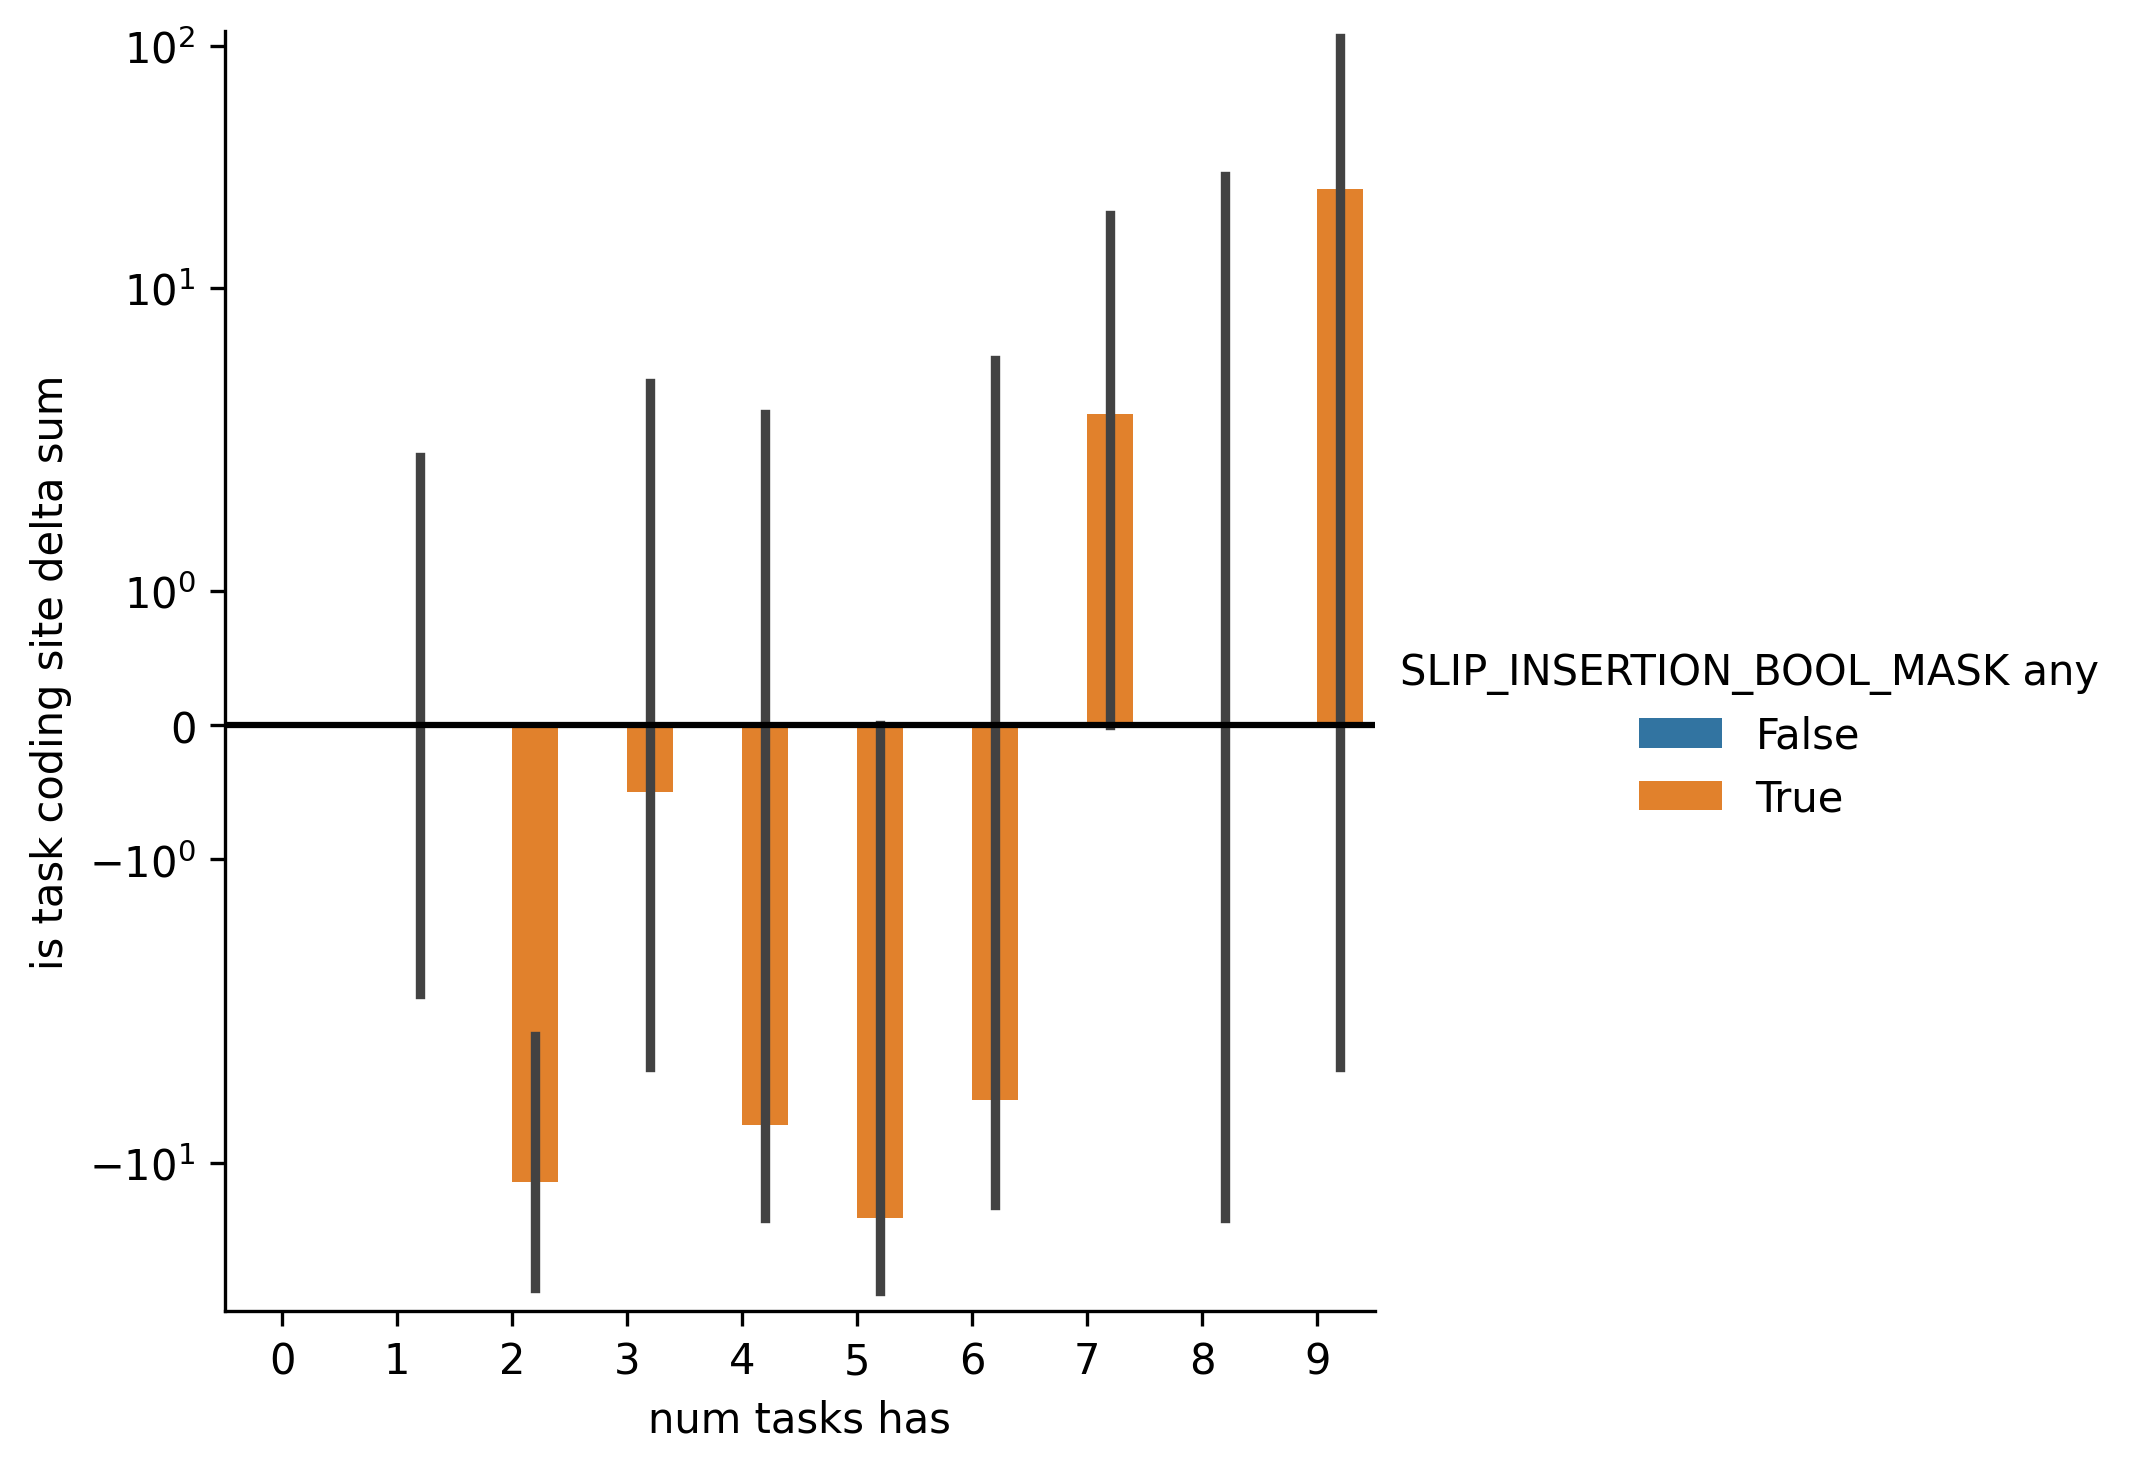 10²
10¹
10⁰
0
−10⁰
−10¹
is task coding site delta sum
0 1 2 3 4 5 6 7 8 9
num tasks has
SLIP_INSERTION_BOOL_MASK any
False
True